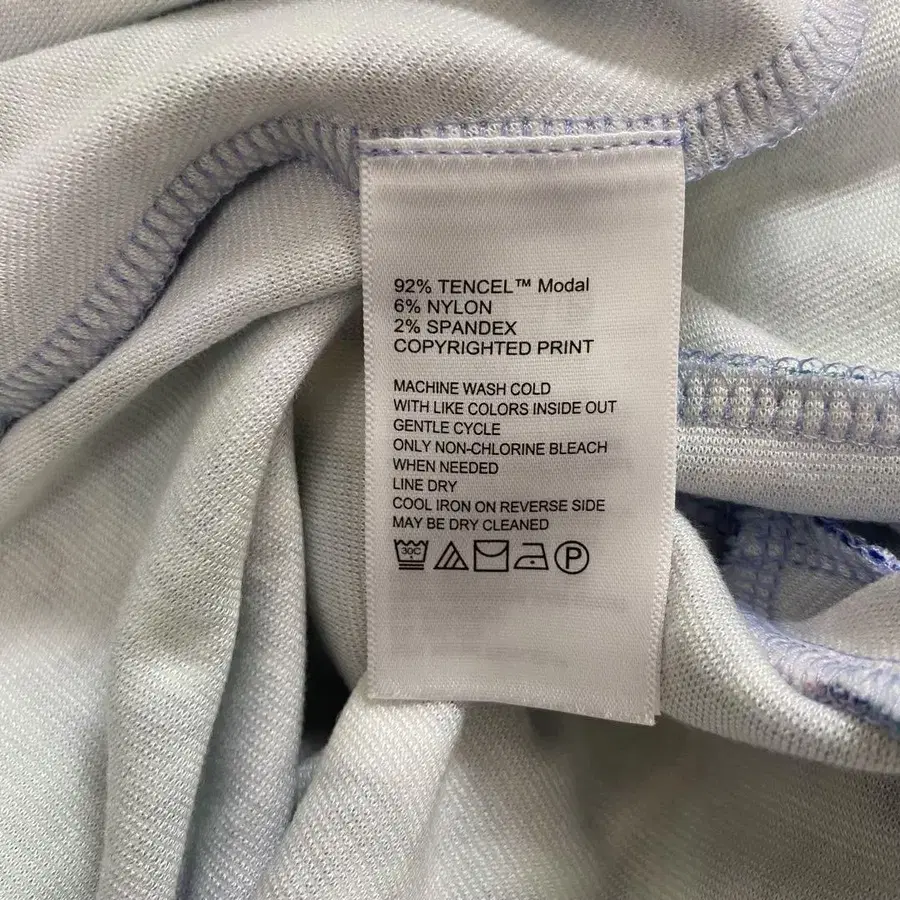 92% TENCEL™ Modal
6% NYLON
2% SPANDEX
COPYRIGHTED PRINT
MACHINE WASH COLD
WITH LIKE COLORS INSIDE OUT
GENTLE CYCLE
ONLY NON-CHLORINE BLEACH
WHEN NEEDED
LINE DRY
COOL IRON ON REVERSE SIDE
MAY BE DRY CLEANED
30C P